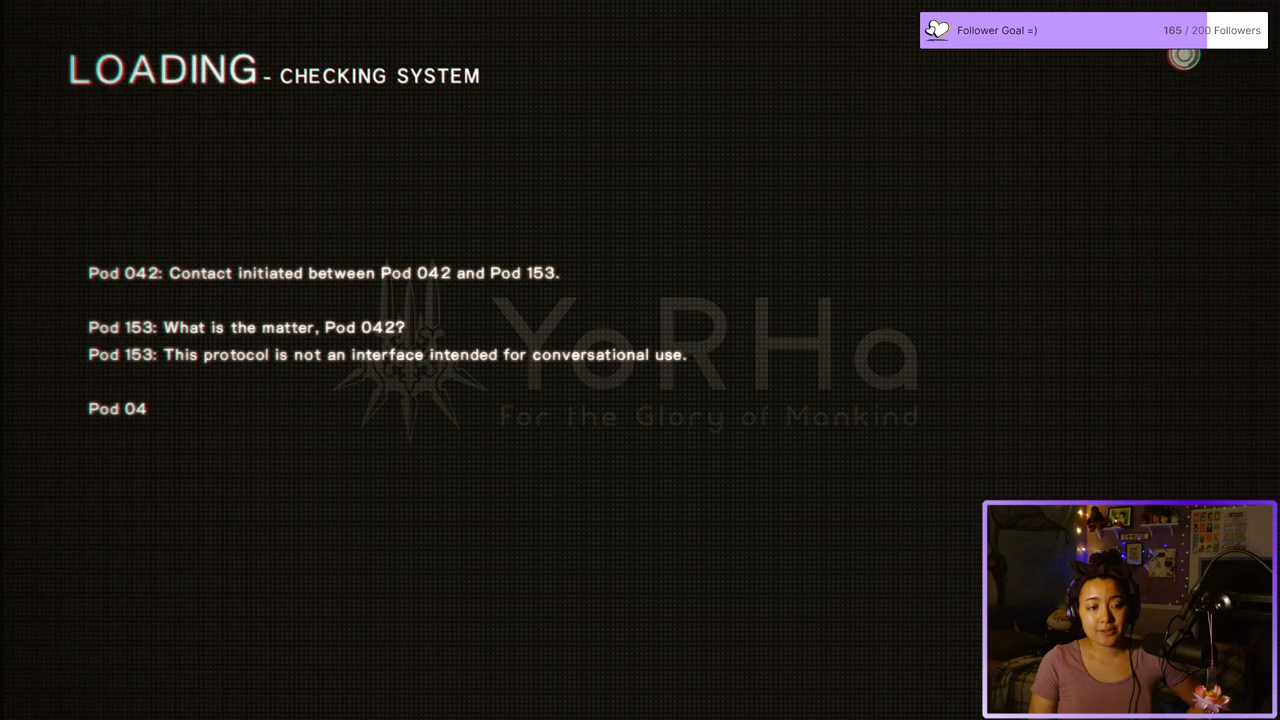 Follower Goal =)
165 / 200 Followers
LOADING - CHECKING SYSTEM
Pod 042: Contact initiated between Pod 042 and Pod 153.
Pod 153: What is the matter, Pod 042?
Pod 153: This protocol is not an interface intended for conversational use.
Pod 04
YoRHa
For the Glory of Mankind